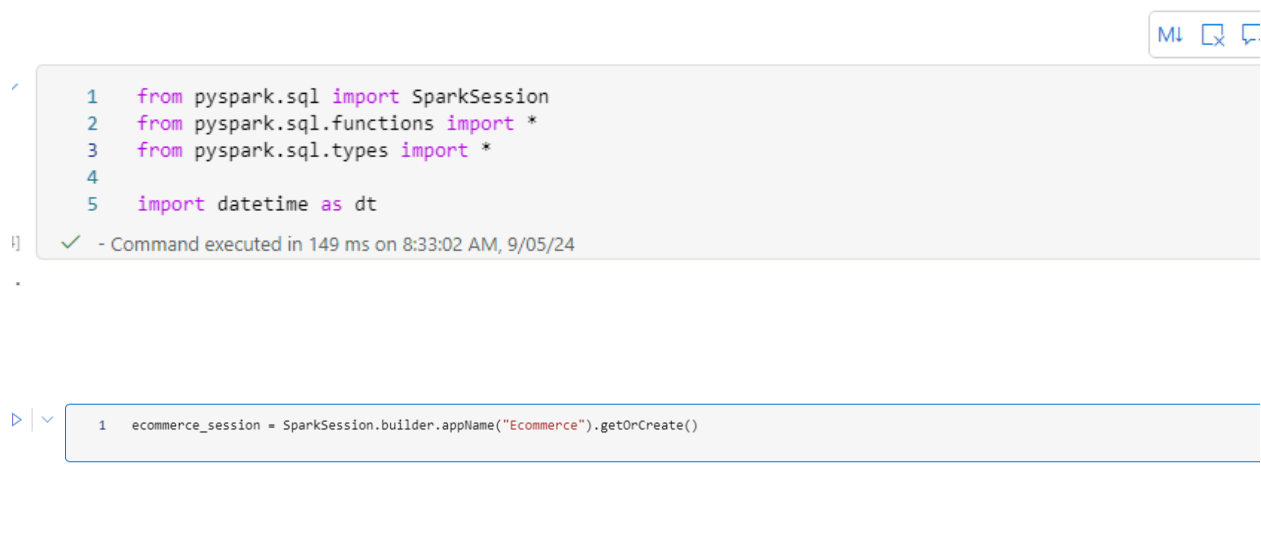 M↓
1 from pyspark.sql import SparkSession
2 from pyspark.sql.functions import *
3 from pyspark.sql.types import *
4
5 import datetime as dt
] ✓ - Command executed in 149 ms on 8:33:02 AM, 9/05/24
1 ecommerce_session = SparkSession.builder.appName("Ecommerce").getOrCreate()